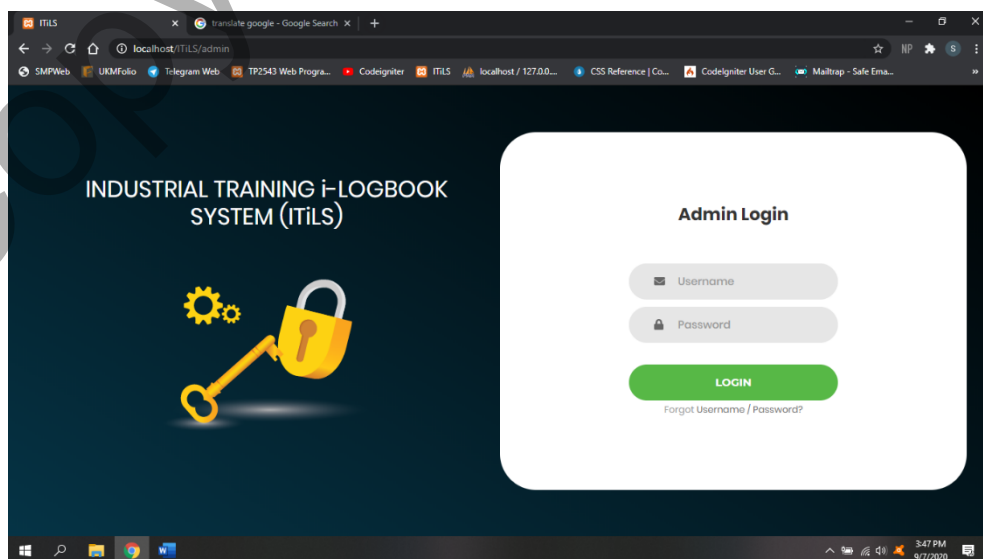 ITiLS
translate google - Google Search
localhost/ITiLS/admin
NP
S
SMPWeb
UKMFolio
Telegram Web
TP2543 Web Progra...
Codeigniter
ITiLS
localhost / 127.0.0....
CSS Reference | Co...
CodeIgniter User G...
Mailtrap - Safe Ema...
»
INDUSTRIAL TRAINING i-LOGBOOK
SYSTEM (ITiLS)
Admin Login
Username
Password
LOGIN
Forgot Username / Password?
3:47 PM
9/7/2020